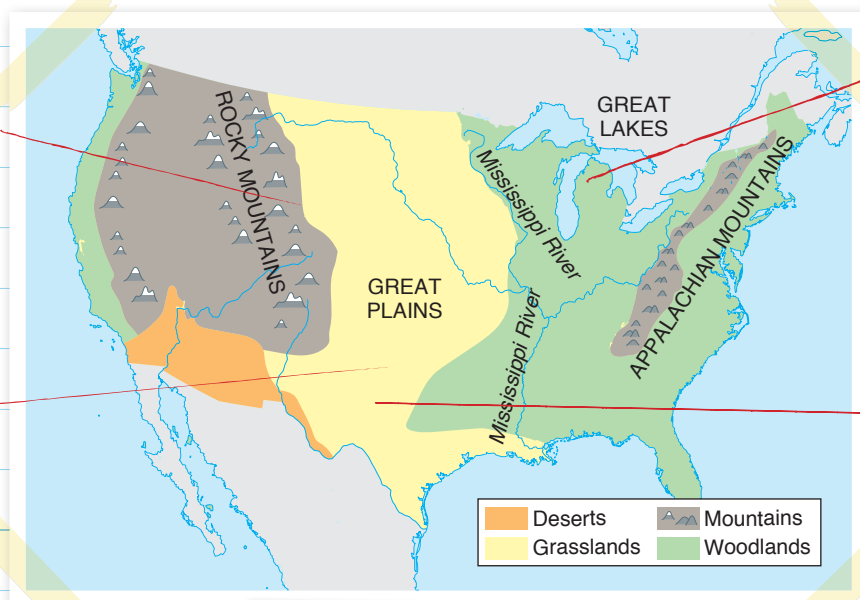 GREAT
LAKES
ROCKY MOUNTAINS
Mississippi River
APPALACHIAN MOUNTAINS
GREAT
PLAINS
Mississippi River
Deserts
Mountains
Grasslands
Woodlands